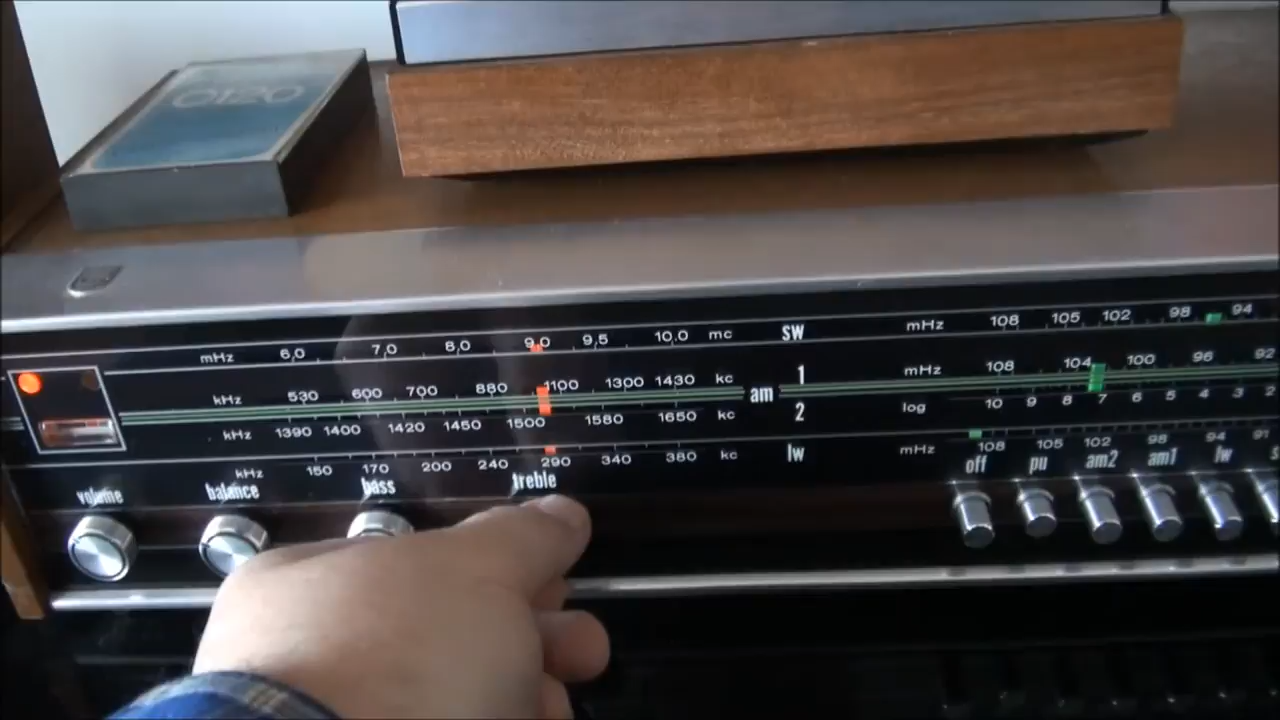 C120
mHz 6,0 7,0 8,0 9,0 9,5 10,0 mc sw mHz 108 105 102 98 94
kHz 530 600 700 880 1100 1300 1430 kc am 1 mHz 108 104 100 96 92
kHz 1390 1400 1420 1450 1500 1580 1650 kc 2 log 10 9 8 7 6 5 4 3 2
kHz 150 170 200 240 290 340 380 kc lw mHz 108 105 102 98 94 91
volume balance bass treble off pu am2 am1 lw